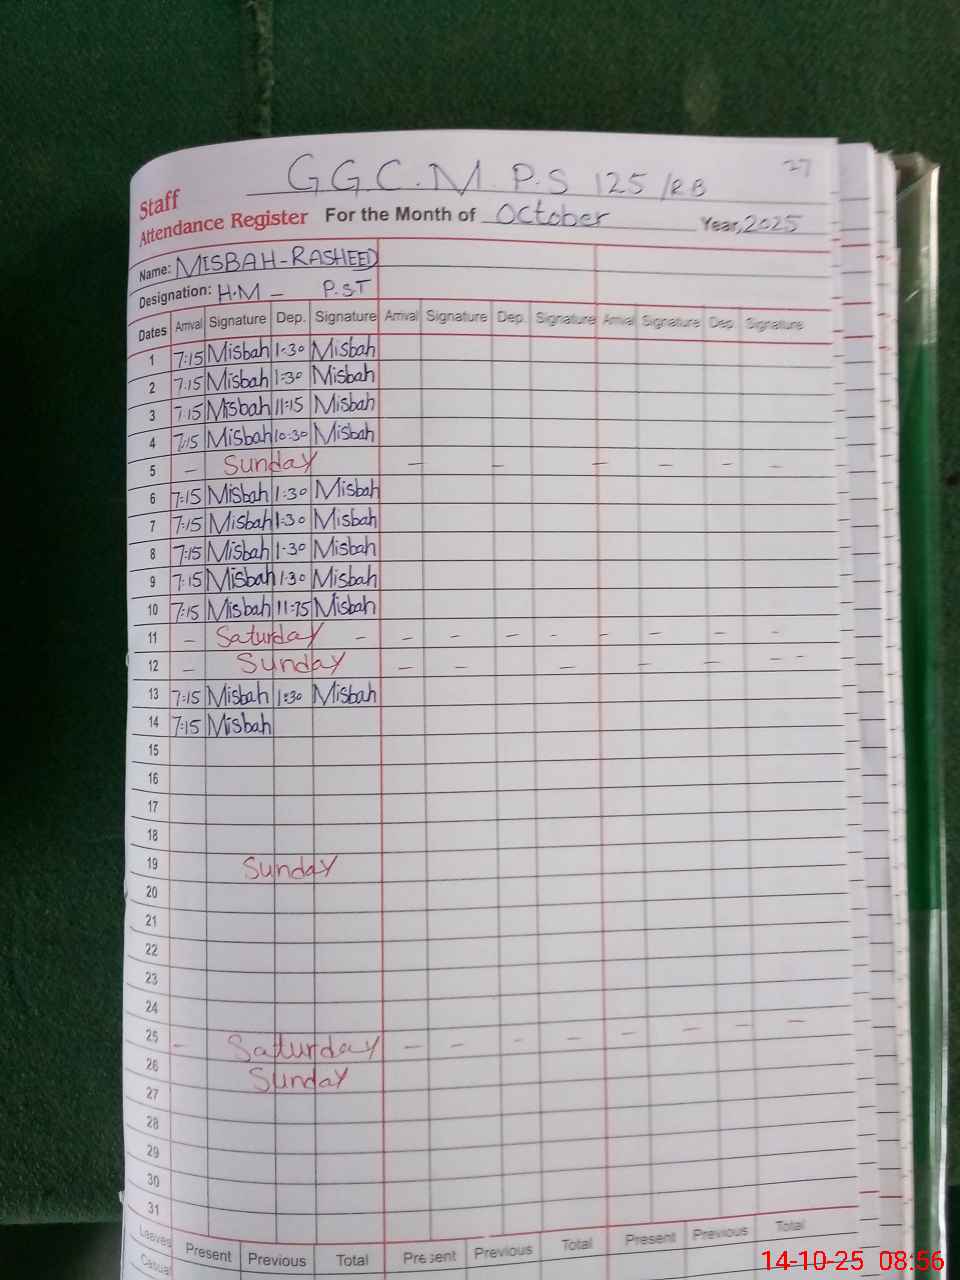 27
G.G.C.M.P.S 125/RB
Staff
Attendance Register For the Month of October Year, 2025
Name: MISBAH-RASHEED
Designation: H.M - P.S.T
Dates Arrival Signature Dep. Signature Arrival Signature Dep. Signature Arrival Signature Dep. Signature
1 7:15 Misbah 1:30 Misbah
2 7:15 Misbah 1:30 Misbah
3 7:15 Misbah 11:15 Misbah
4 7:15 Misbah 10:30 Misbah
5 - Sunday - - - - - -
6 7:15 Misbah 1:30 Misbah
7 7:15 Misbah 1:30 Misbah
8 7:15 Misbah 1:30 Misbah
9 7:15 Misbah 1:30 Misbah
10 7:15 Misbah 11:15 Misbah
11 - Saturday - - - - - - - - -
12 - Sunday - - - - - - -
13 7:15 Misbah 1:30 Misbah
14 7:15 Misbah
15
16
17
18
19 Sunday
20
21
22
23
24
25 - Saturday - - - - - - - -
26 Sunday
27
28
29
30
31
Leaves Present Previous Total Present Previous Total Present Previous Total
Casual
14-10-25 08:56